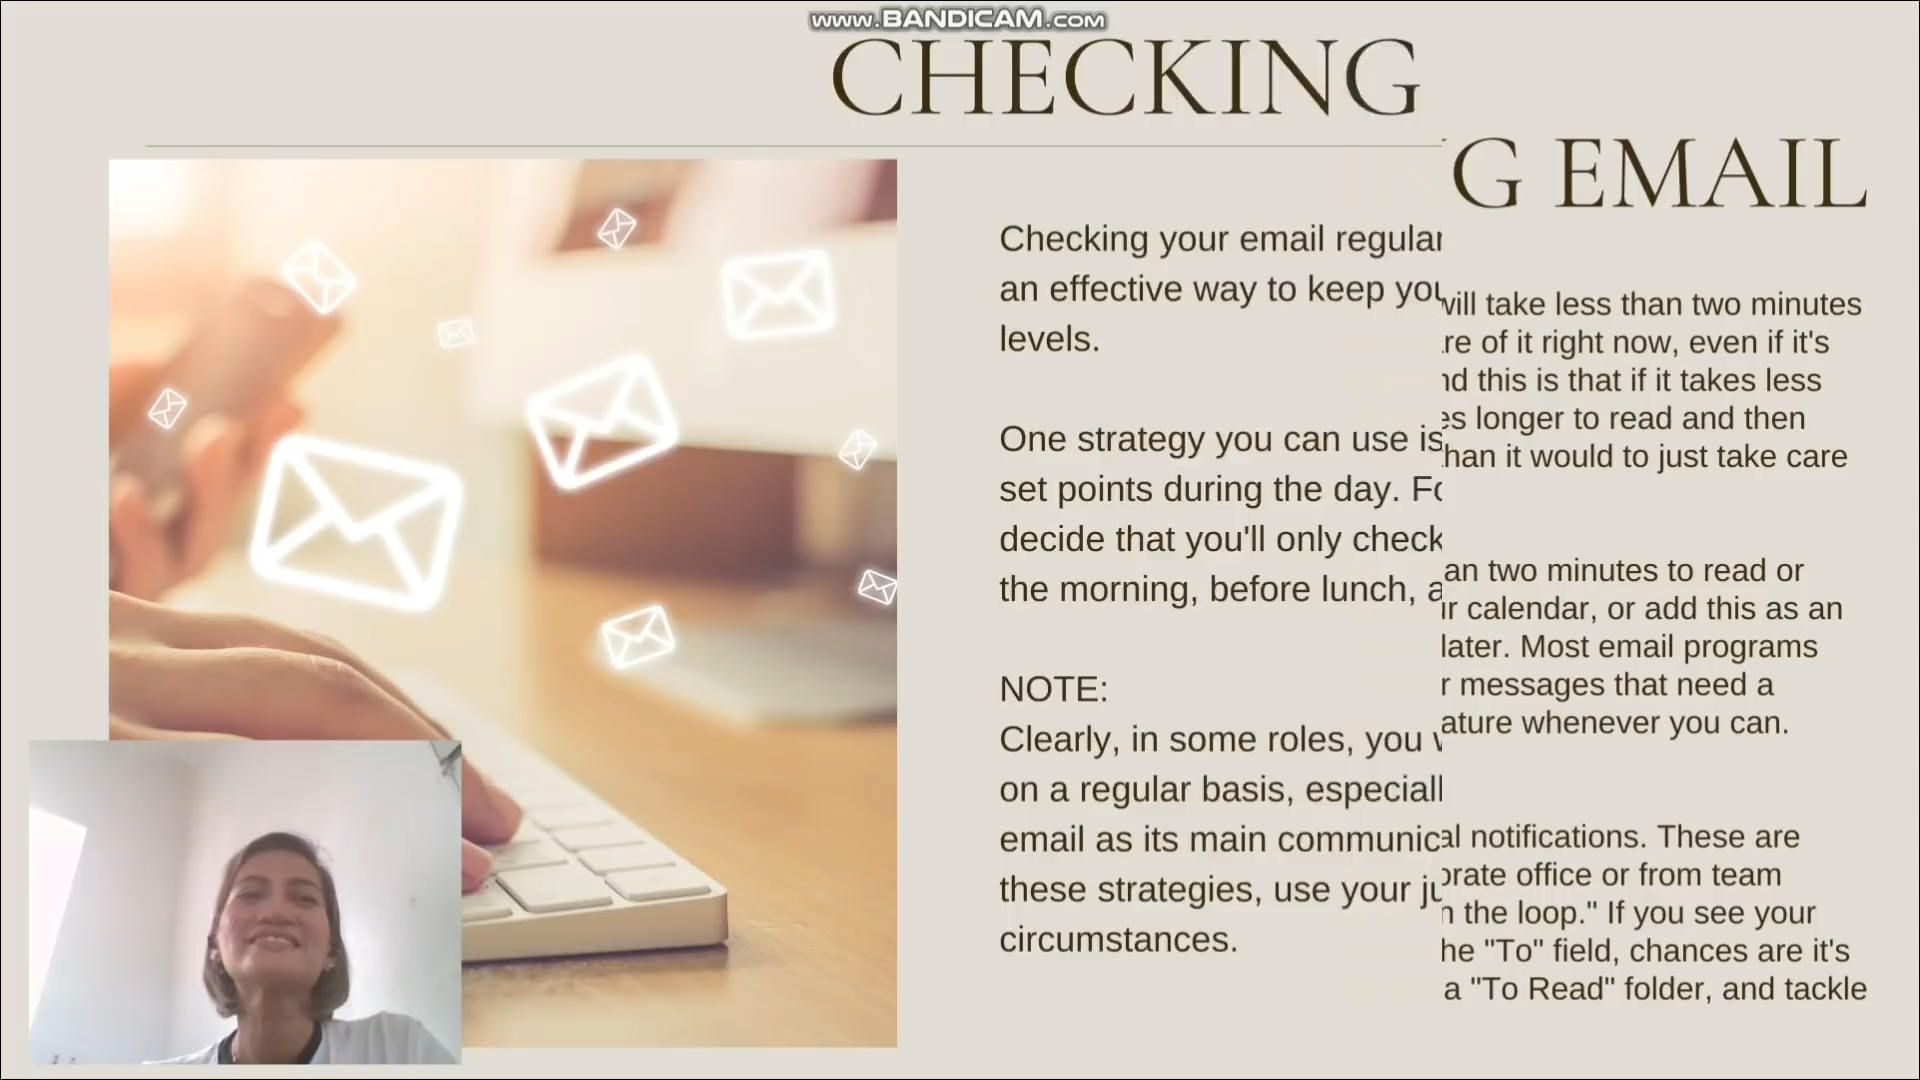 www.BANDICAM.com
CHECKING
G EMAIL
Checking your email regular
an effective way to keep you
levels.
One strategy you can use is
set points during the day. Fo
decide that you'll only check
the morning, before lunch, a
NOTE:
Clearly, in some roles, you
on a regular basis, especiall
email as its main communic
these strategies, use your ju
circumstances.
will take less than two minutes
re of it right now, even if it's
nd this is that if it takes less
es longer to read and then
han it would to just take care
an two minutes to read or
ur calendar, or add this as an
later. Most email programs
r messages that need a
ature whenever you can.
al notifications. These are
orate office or from team
n the loop." If you see your
he "To" field, chances are it's
a "To Read" folder, and tackle